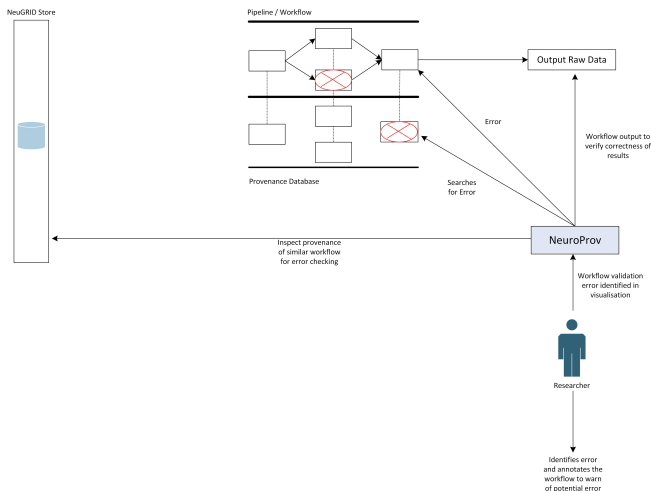 NeuGRID Store
Pipeline / Workflow
Output Raw Data
Error
Workflow output to
verify correctness of
results
Provenance Database
Searches
for Error
NeuroProv
Inspect provenance
of similar workflow
for error checking
Workflow validation
error identified in
visualisation
Researcher
Identifies error
and annotates the
workflow to warn
of potential error